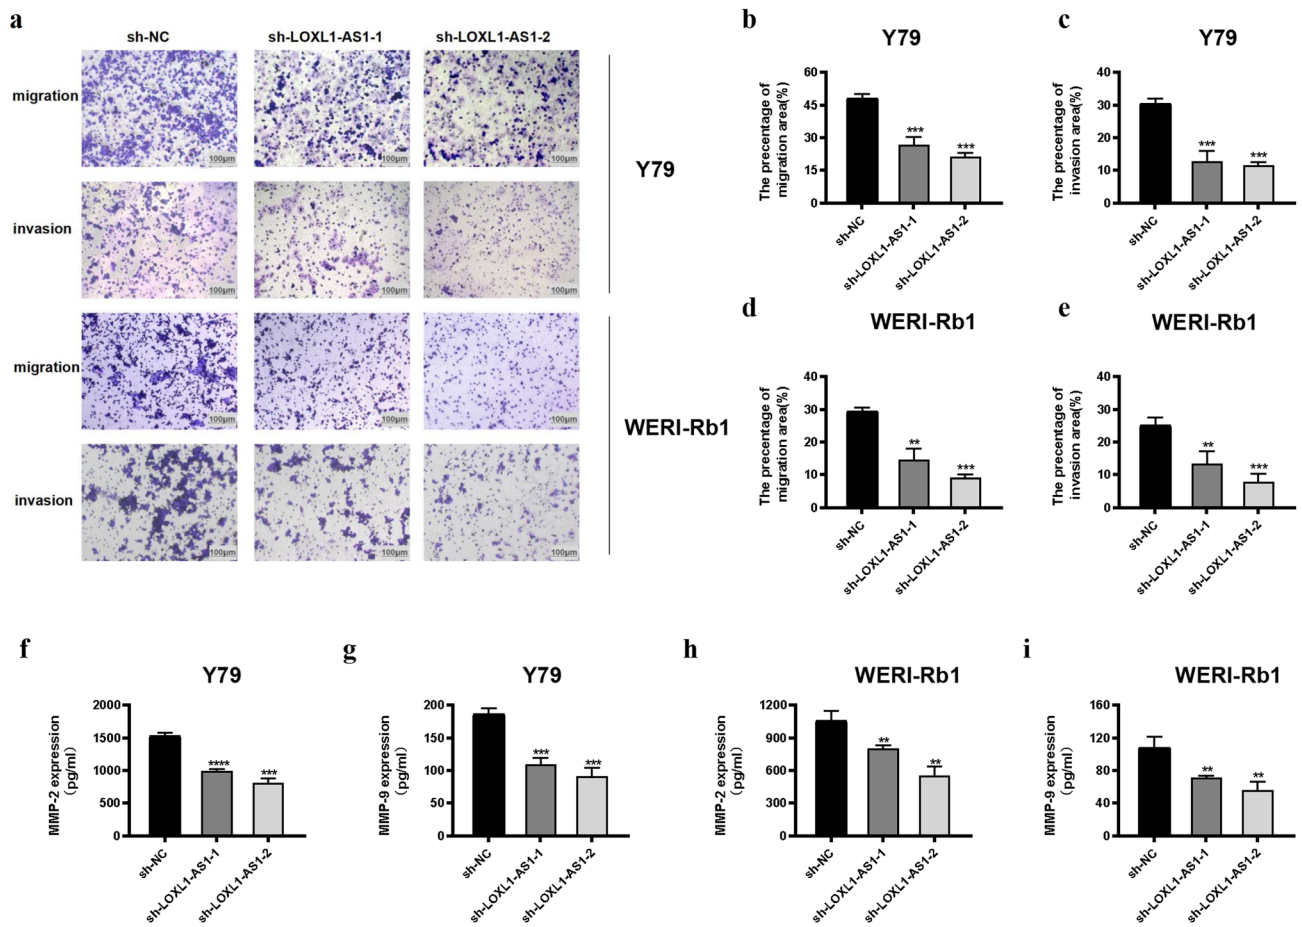 a
sh-NC
sh-LOXL1-AS1-1
sh-LOXL1-AS1-2
migration
100μm
100μm
100μm
invasion
100μm
100μm
100μm
Y79
migration
100μm
100μm
100μm
invasion
100μm
100μm
100μm
WERI-Rb1
b
Y79
The precentage of
migration area(%)
60
45
30
15
0
***
***
sh-NC
sh-LOXL1-AS1-1
sh-LOXL1-AS1-2
c
Y79
The precentage of
invasion area(%)
40
30
20
10
0
***
***
sh-NC
sh-LOXL1-AS1-1
sh-LOXL1-AS1-2
d
WERI-Rb1
The precentage of
migration area(%)
40
30
20
10
0
**
***
sh-NC
sh-LOXL1-AS1-1
sh-LOXL1-AS1-2
e
WERI-Rb1
The precentage of
invasion area(%)
40
30
20
10
0
**
***
sh-NC
sh-LOXL1-AS1-1
sh-LOXL1-AS1-2
f
Y79
MMP-2 expression
(pg/ml)
2000
1500
1000
500
0
****
***
sh-NC
sh-LOXL1-AS1-1
sh-LOXL1-AS1-2
g
Y79
MMP-9 expression
(pg/ml)
200
150
100
50
0
***
***
sh-NC
sh-LOXL1-AS1-1
sh-LOXL1-AS1-2
h
WERI-Rb1
MMP-2 expression
(pg/ml)
1200
900
600
300
0
**
**
sh-NC
sh-LOXL1-AS1-1
sh-LOXL1-AS1-2
i
WERI-Rb1
MMP-9 expression
(pg/ml)
160
120
80
40
0
**
**
sh-NC
sh-LOXL1-AS1-1
sh-LOXL1-AS1-2